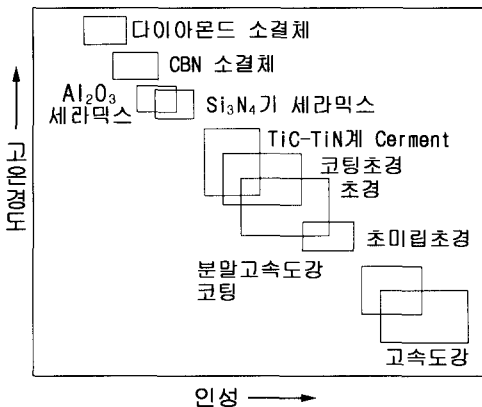 다이아몬드 소결체
CBN 소결체
Al₂O₃
세라믹스
Si₃N₄기 세라믹스
TiC-TiN계 Cerment
코팅초경
초경
초미립초경
분말고속도강
코팅
고속도강
고온경도
인성